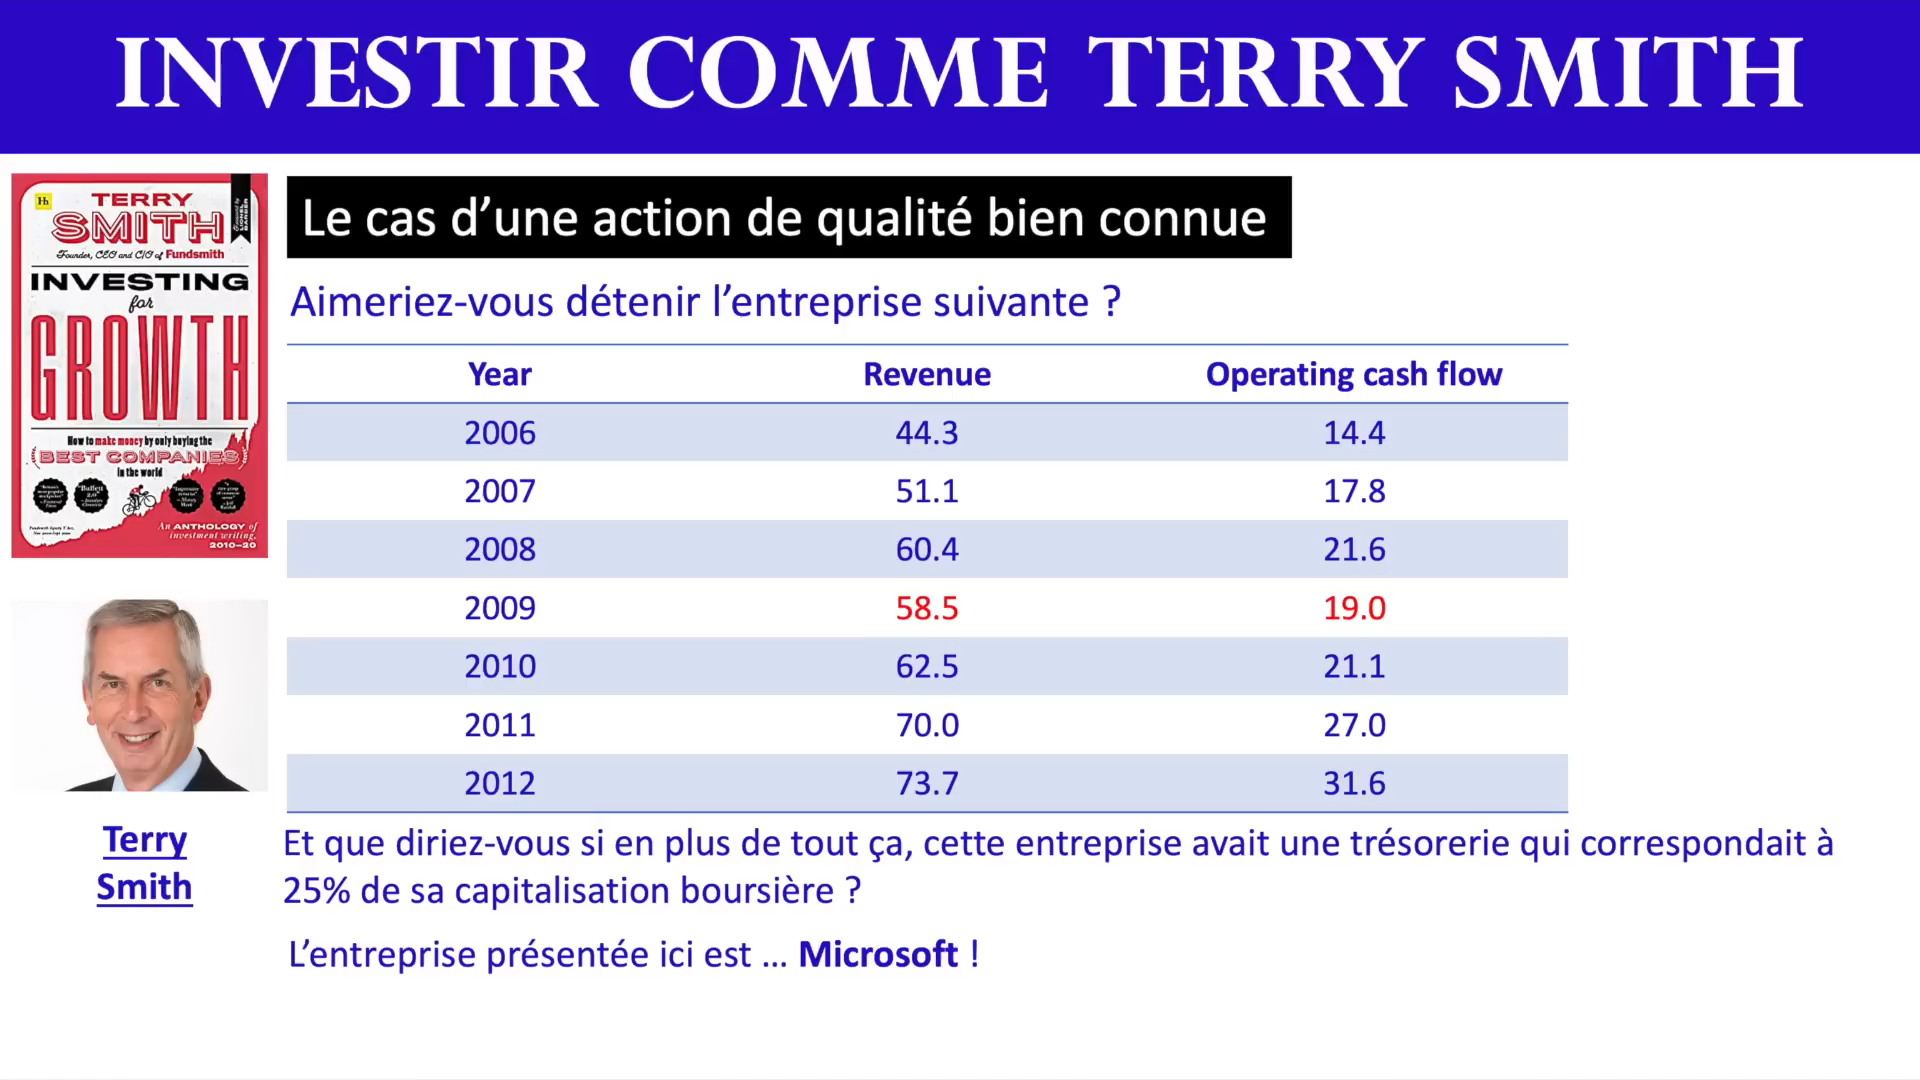 INVESTIR COMME TERRY SMITH
Hh
TERRY
SMITH
Founder, CEO and CIO of Fundsmith
INVESTING
for
GROWTH
How to make money by only buying the
BEST COMPANIES
in the world
An ANTHOLOGY of
investment writing,
2010–20
Terry
Smith
Le cas d’une action de qualité bien connue
Aimeriez-vous détenir l’entreprise suivante ?
Year Revenue Operating cash flow
2006 44.3 14.4
2007 51.1 17.8
2008 60.4 21.6
2009 58.5 19.0
2010 62.5 21.1
2011 70.0 27.0
2012 73.7 31.6
Et que diriez-vous si en plus de tout ça, cette entreprise avait une trésorerie qui correspondait à
25% de sa capitalisation boursière ?
L’entreprise présentée ici est … Microsoft !